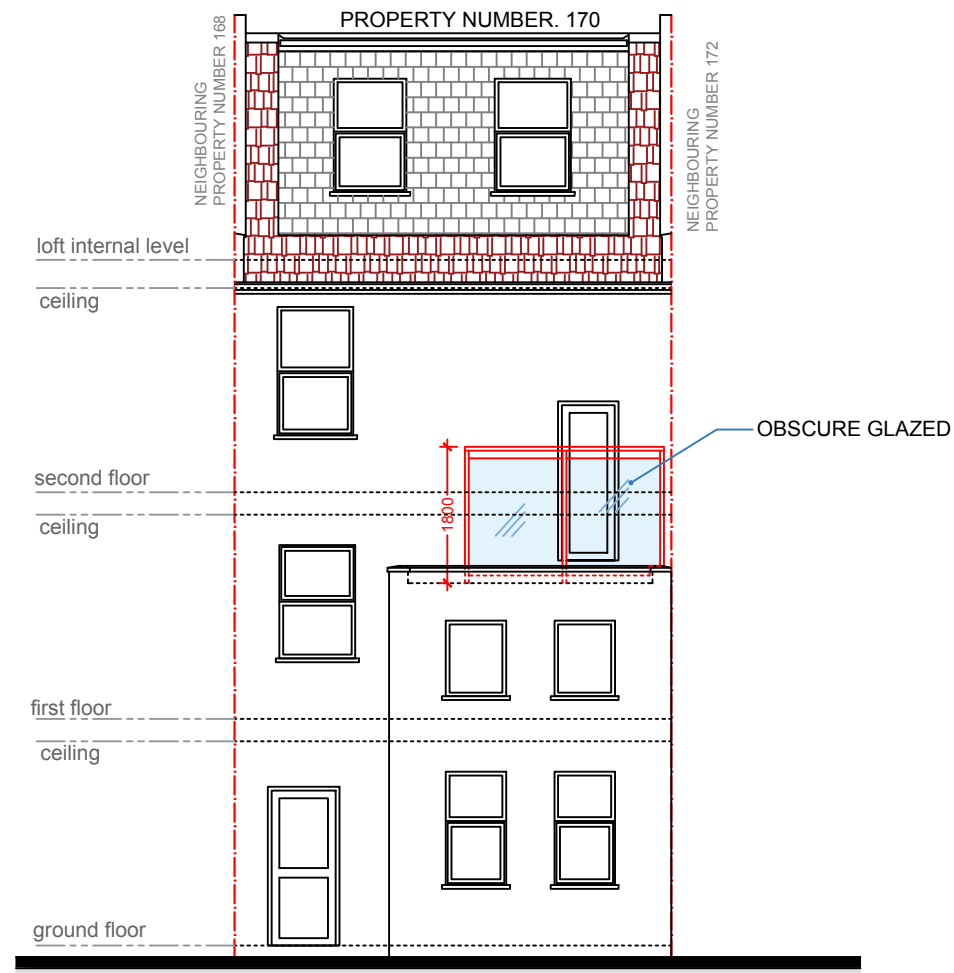 PROPERTY NUMBER. 170
NEIGHBOURING
PROPERTY NUMBER 168
NEIGHBOURING
PROPERTY NUMBER 172
loft internal level
ceiling
OBSCURE GLAZED
second floor
1800
ceiling
first floor
ceiling
ground floor